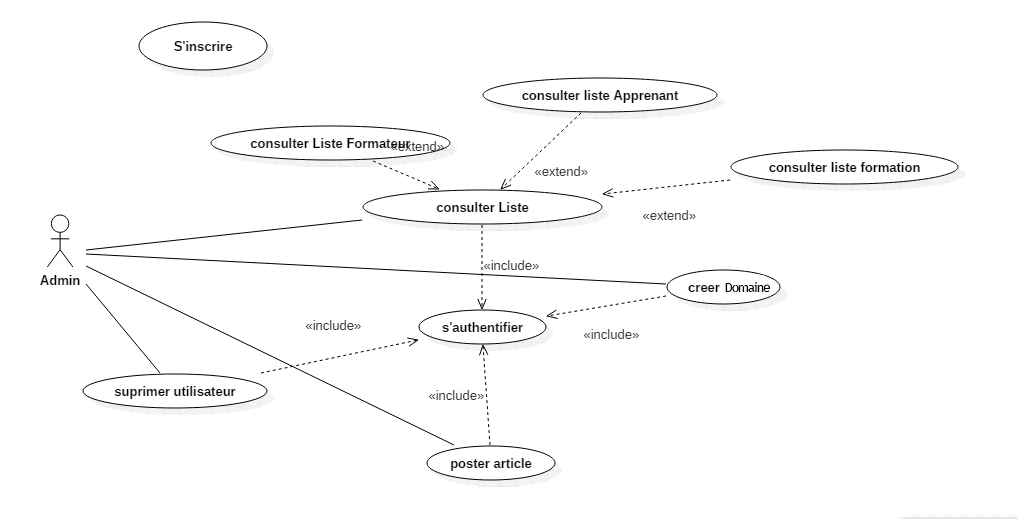 S'inscrire
consulter liste Apprenant
consulter Liste Formateur
«extend»
consulter liste formation
«extend»
consulter Liste
«extend»
«include»
Admin
creer Domaine
s'authentifier
«include»
«include»
suprimer utilisateur
«include»
poster article